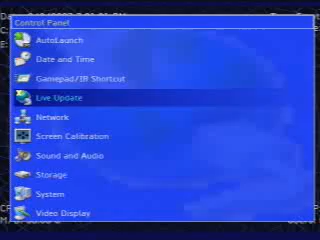 Control Panel
AutoLaunch
Date and Time
Gamepad/IR Shortcut
Live Update
Network
Screen Calibration
Sound and Audio
Storage
System
Video Display